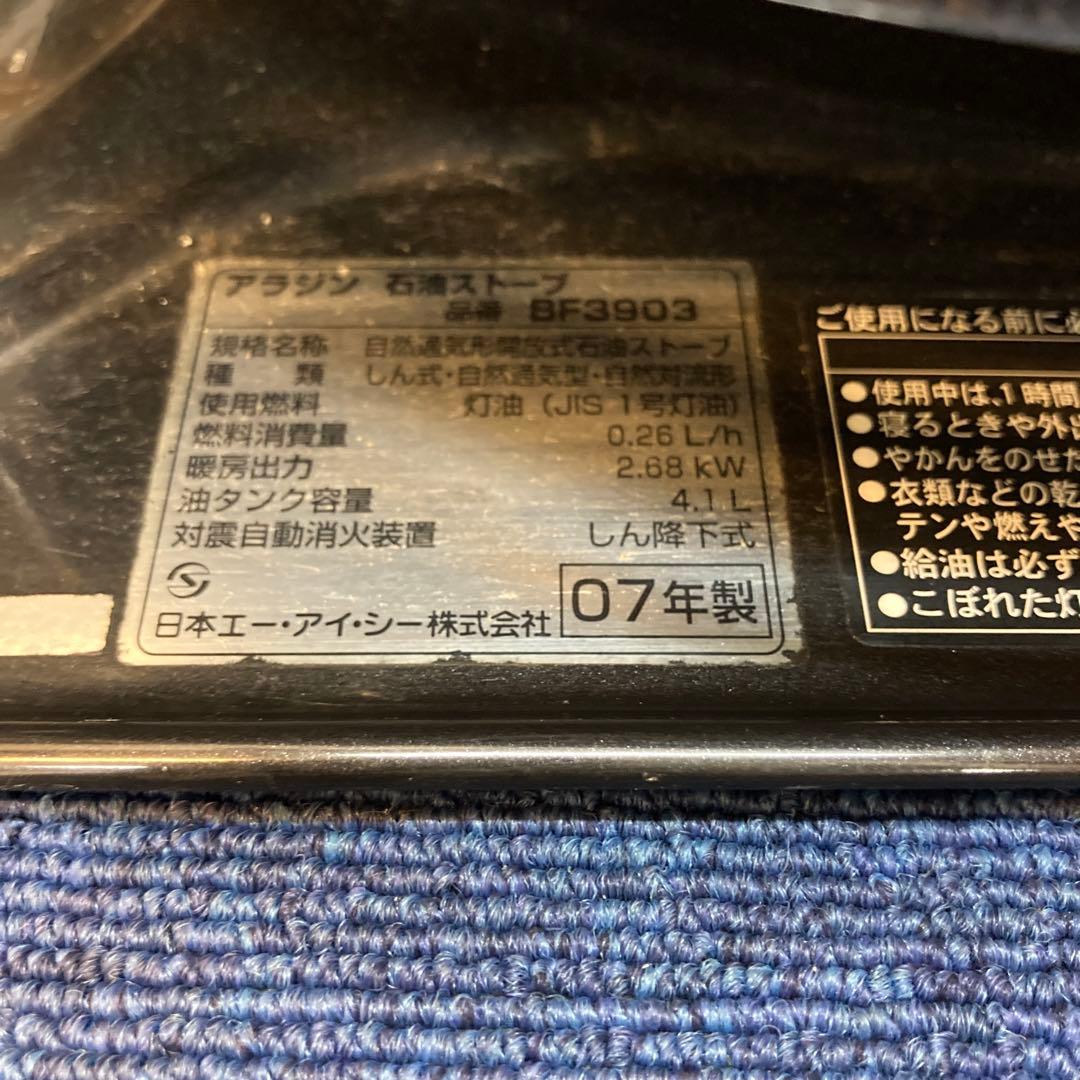 アラジン 石油ストーブ
品番 BF3903
規格名称 自然通気形開放式石油ストーブ
種類 しん式・自然通気型・自然対流形
使用燃料 灯油(JIS 1号灯油)
燃料消費量 0.26 L/h
暖房出力 2.68 kW
油タンク容量 4.1 L
対震自動消火装置 しん降下式
S
日本エー・アイ・シー株式会社 07年製
ご使用になる前に必
●使用中は、1時間
●寝るときや外出
●やかんをのせた
●衣類などの乾
テンや燃えや
●給油は必ず
●こぼれた灯